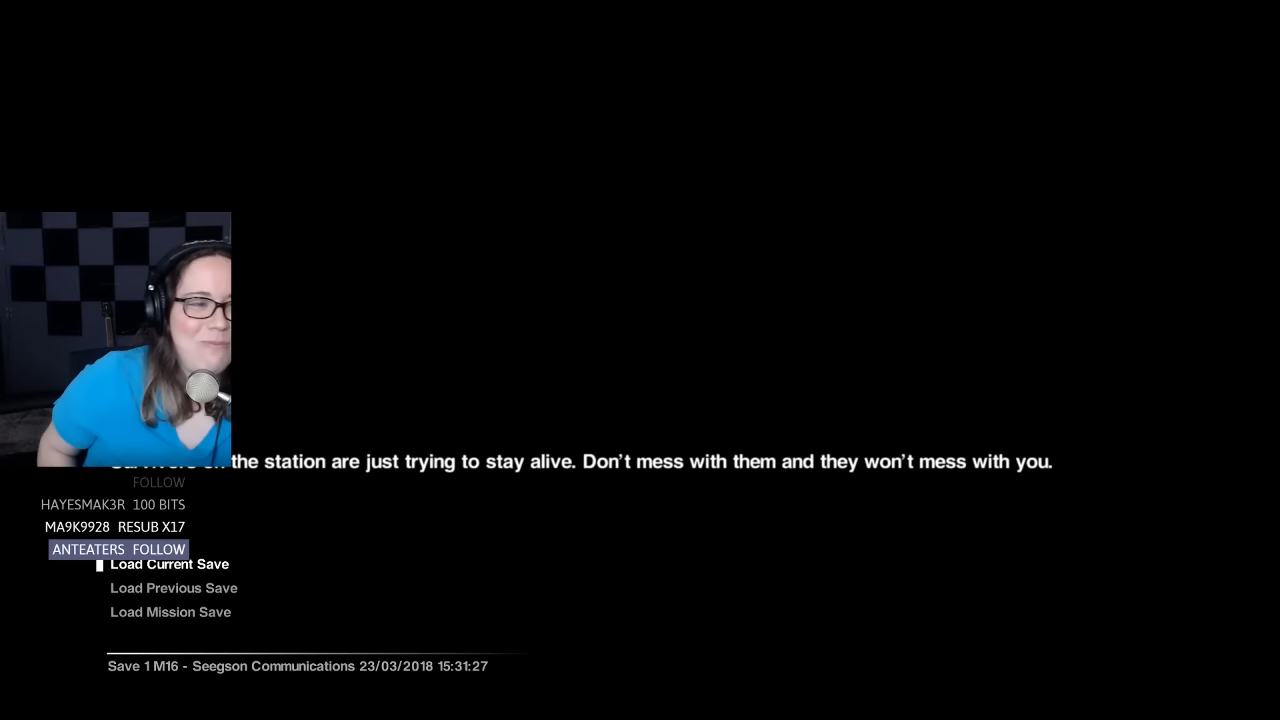 the station are just trying to stay alive. Don't mess with them and they won't mess with you.
FOLLOW
HAYESMAK3R 100 BITS
MA9K9928 RESUB X17
ANTEATERS FOLLOW
Load Current Save
Load Previous Save
Load Mission Save
Save 1 M16 - Seegson Communications 23/03/2018 15:31:27